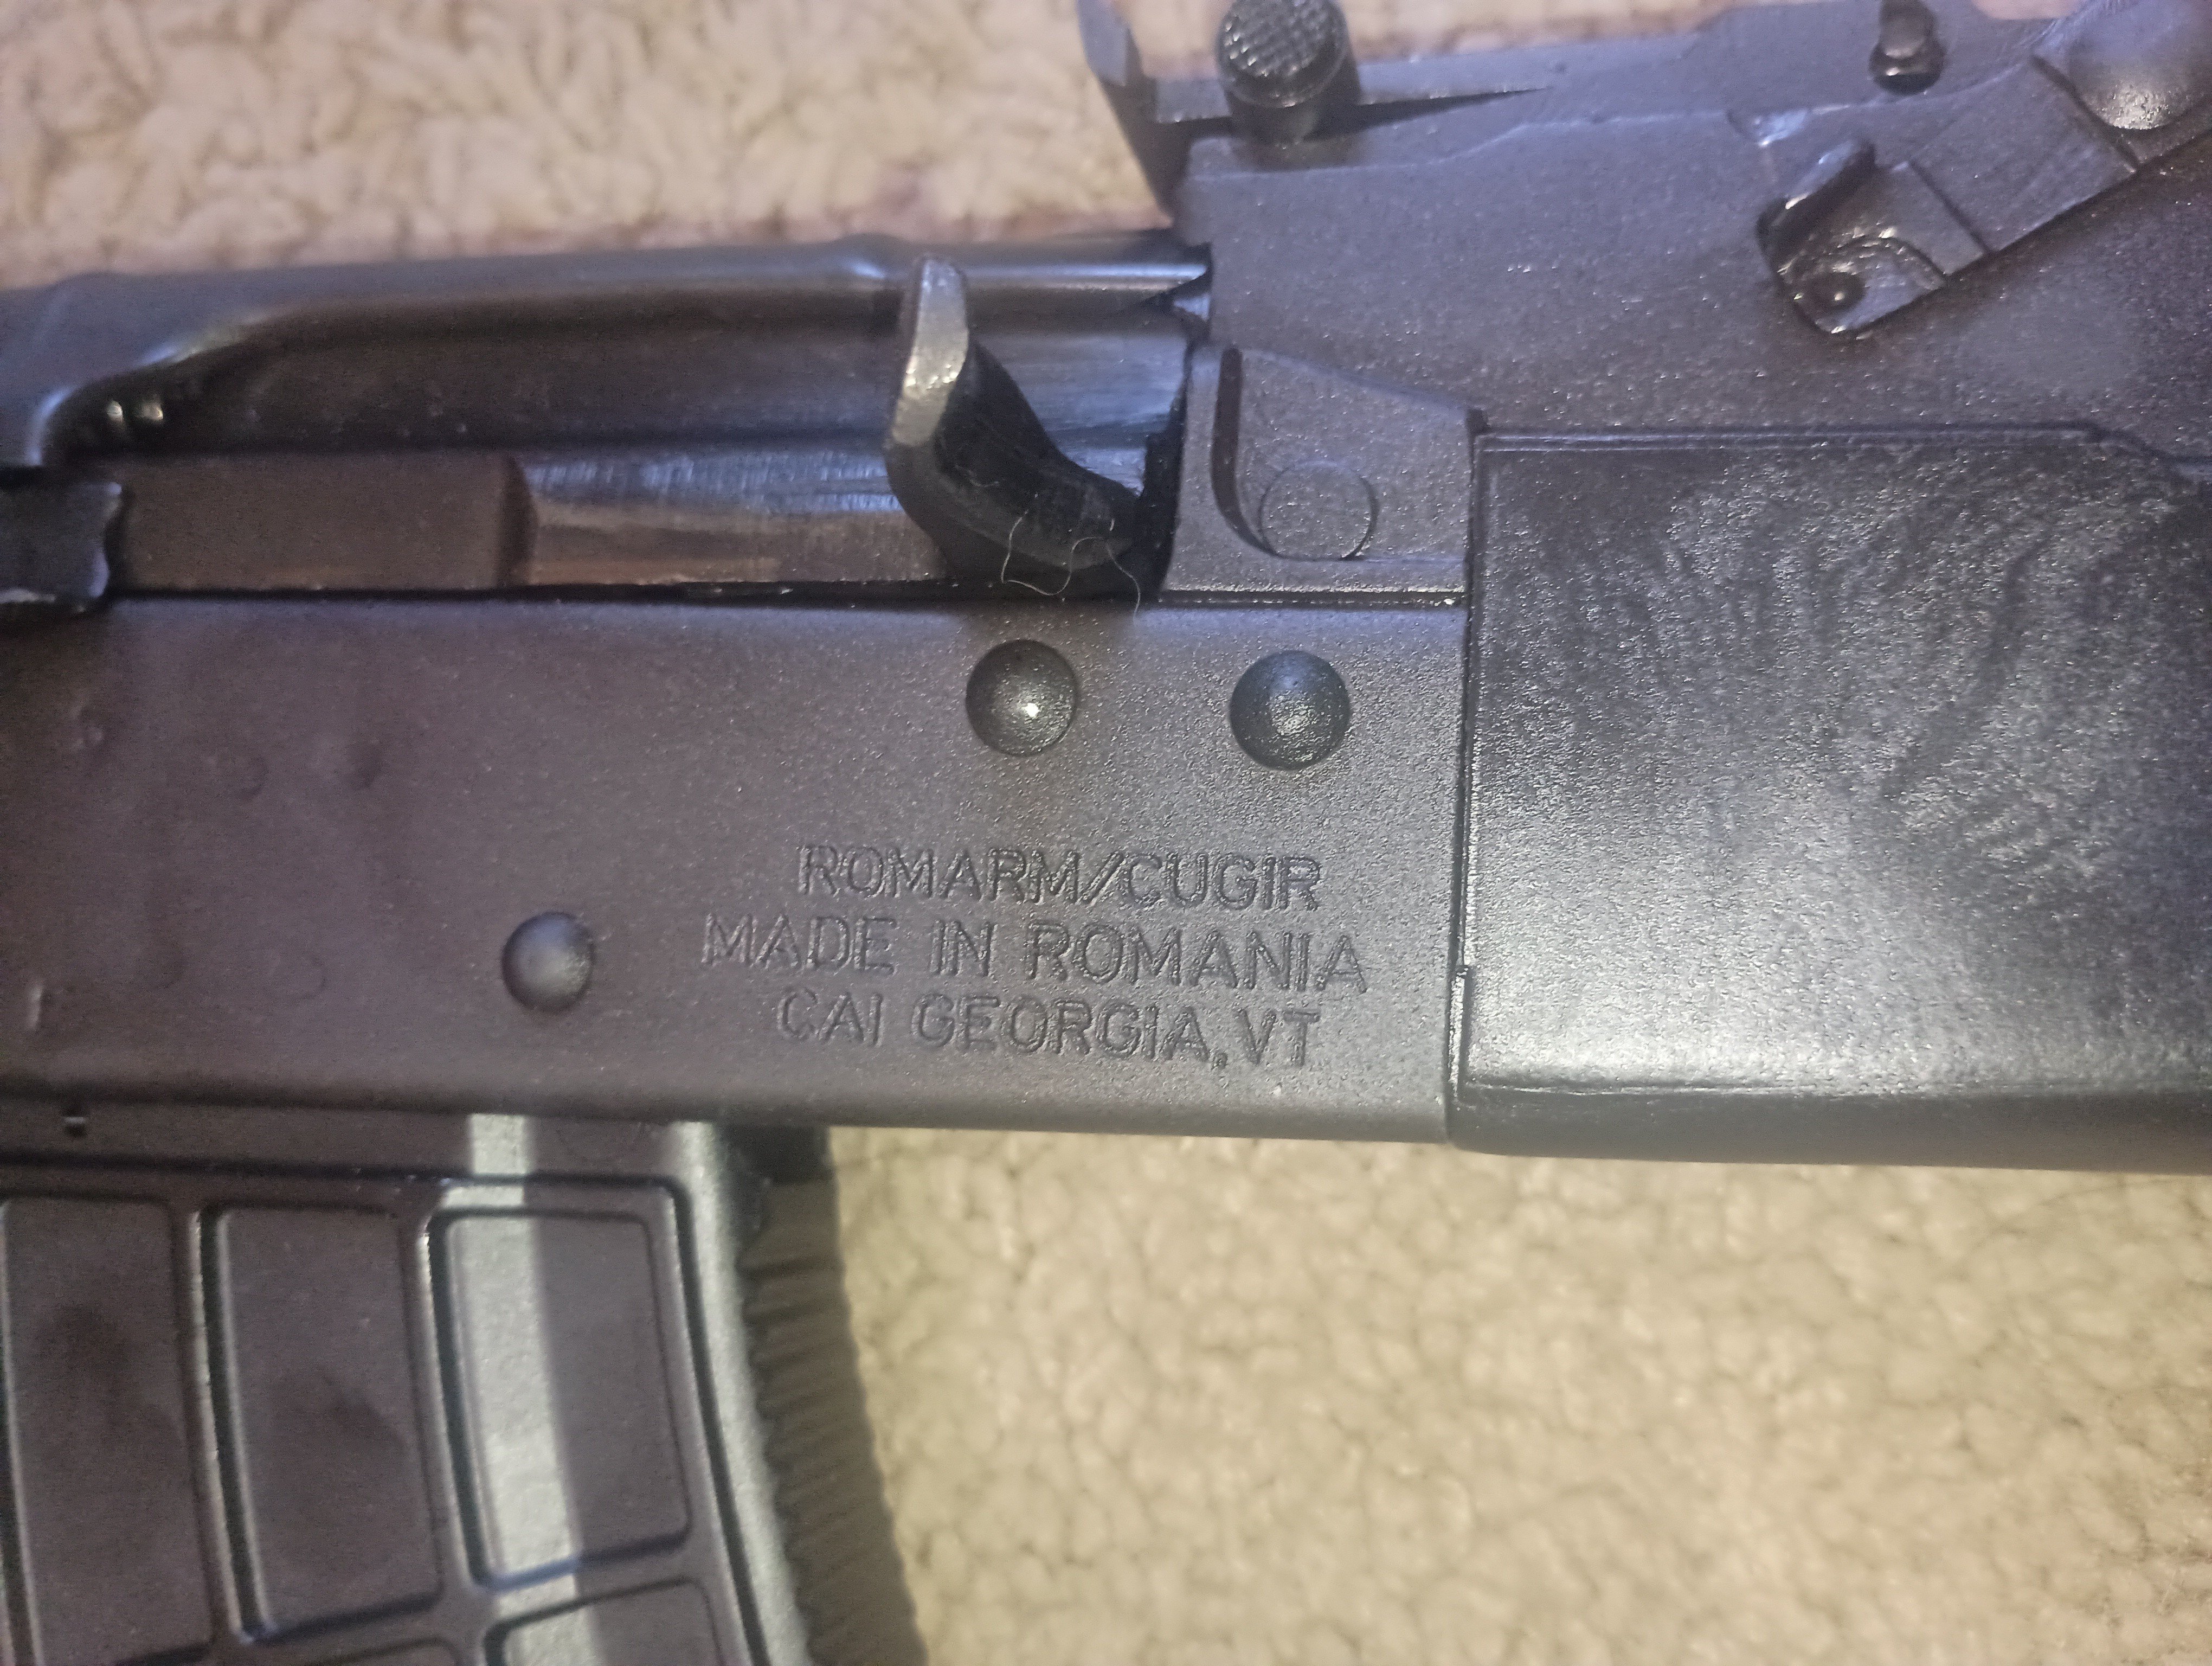 ROMARM/CUGIR
MADE IN ROMANIA
CAI GEORGIA,VT